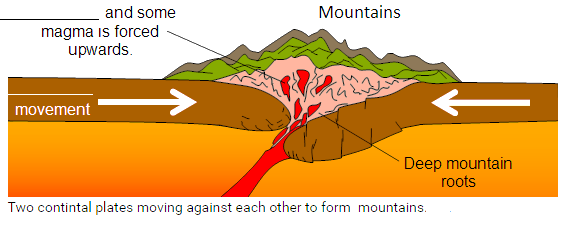 __________ and some
magma is forced
upwards.
Mountains
movement
Deep mountain
roots
Two contintal plates moving against each other to form mountains.